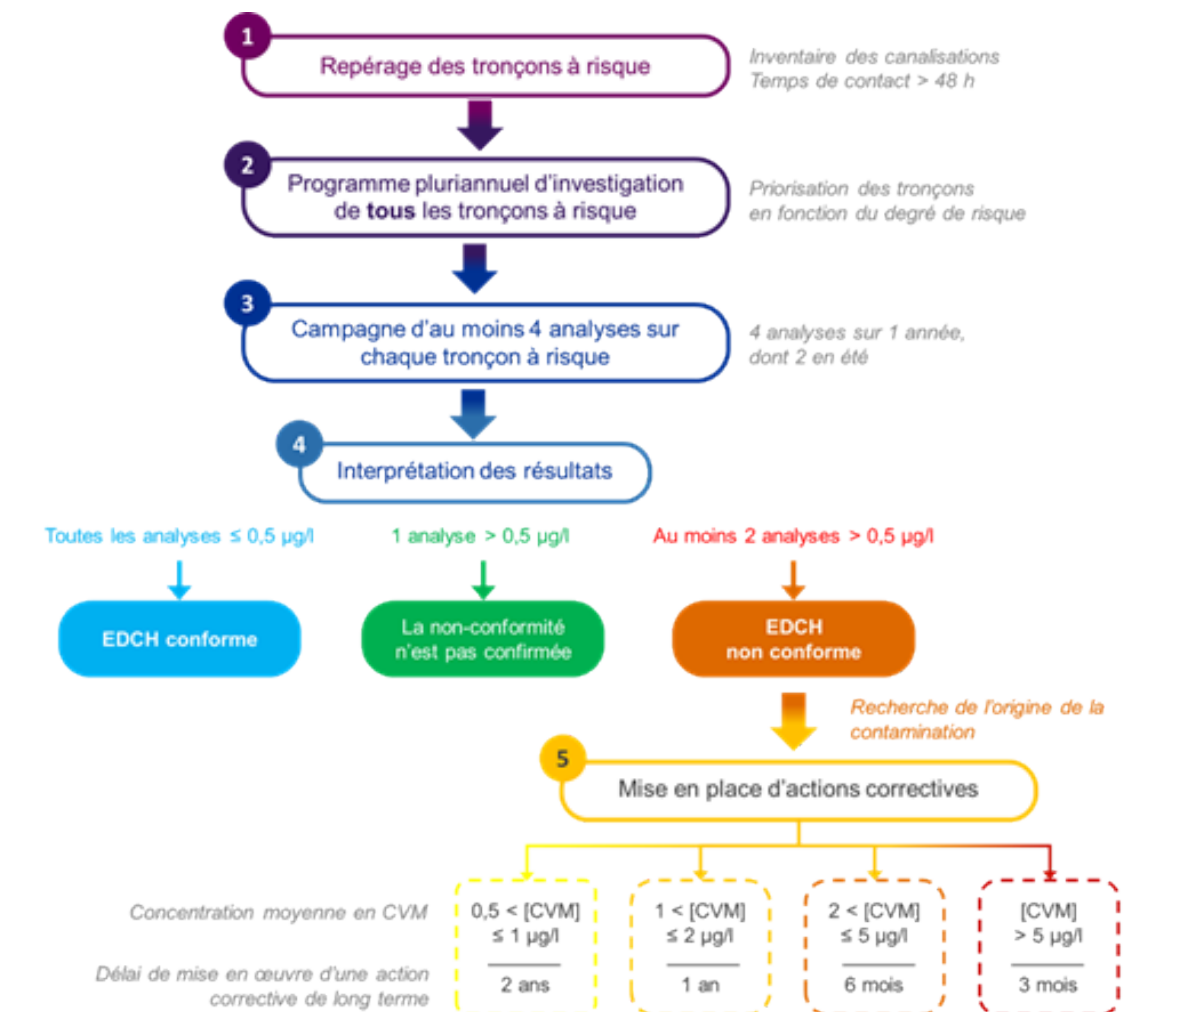 1
Repérage des tronçons à risque
Inventaire des canalisations
Temps de contact > 48 h
2
Programme pluriannuel d'investigation
de tous les tronçons à risque
Priorisation des tronçons
en fonction du degré de risque
3
Campagne d'au moins 4 analyses sur
chaque tronçon à risque
4 analyses sur 1 année,
dont 2 en été
4
Interprétation des résultats
Toutes les analyses ≤ 0,5 µg/l
1 analyse > 0,5 µg/l
Au moins 2 analyses > 0,5 µg/l
EDCH conforme
La non-conformité
n'est pas confirmée
EDCH
non conforme
Recherche de l'origine de la
contamination
5
Mise en place d'actions correctives
Concentration moyenne en CVM
0,5 < [CVM]
≤ 1 µg/l
1 < [CVM]
≤ 2 µg/l
2 < [CVM]
≤ 5 µg/l
[CVM]
> 5 µg/l
Délai de mise en œuvre d'une action
corrective de long terme
2 ans
1 an
6 mois
3 mois